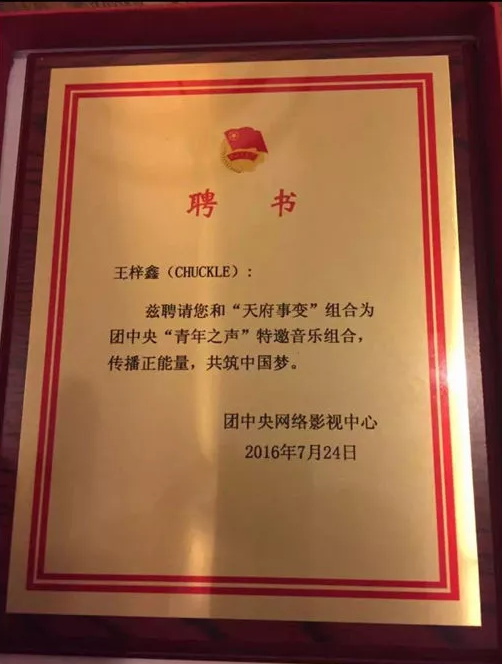 聘 书
王梓鑫（CHUCKLE）:
兹聘请您和“天府事变”组合为
团中央“青年之声”特邀音乐组合，
传播正能量，共筑中国梦。
团中央网络影视中心
2016年7月24日